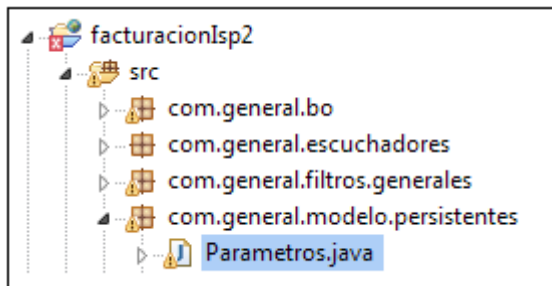 facturacionIsp2
src
com.general.bo
com.general.escuchadores
com.general.filtros.generales
com.general.modelo.persistentes
Parametros.java